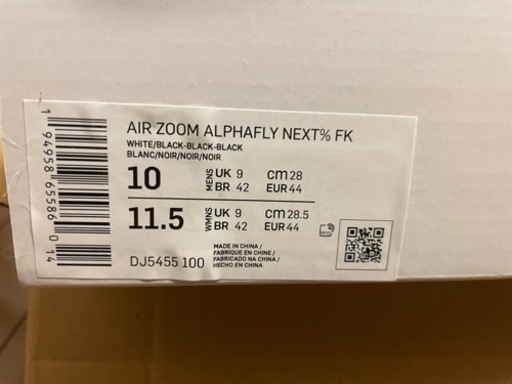 AIR ZOOM ALPHAFLY NEXT% FK
WHITE/BLACK-BLACK-BLACK
BLANC/NOIR/NOIR/NOIR
10 MENS UK 9 cm 28
BR 42 EUR 44
11.5 WMNS UK 9 cm 28.5
BR 42 EUR 44
MADE IN CHINA /
FABRIQUE EN CHINE /
FABRICADO NA CHINA /
HECHO EN CHINA
DJ5455 100
1 94958 65586 0 14